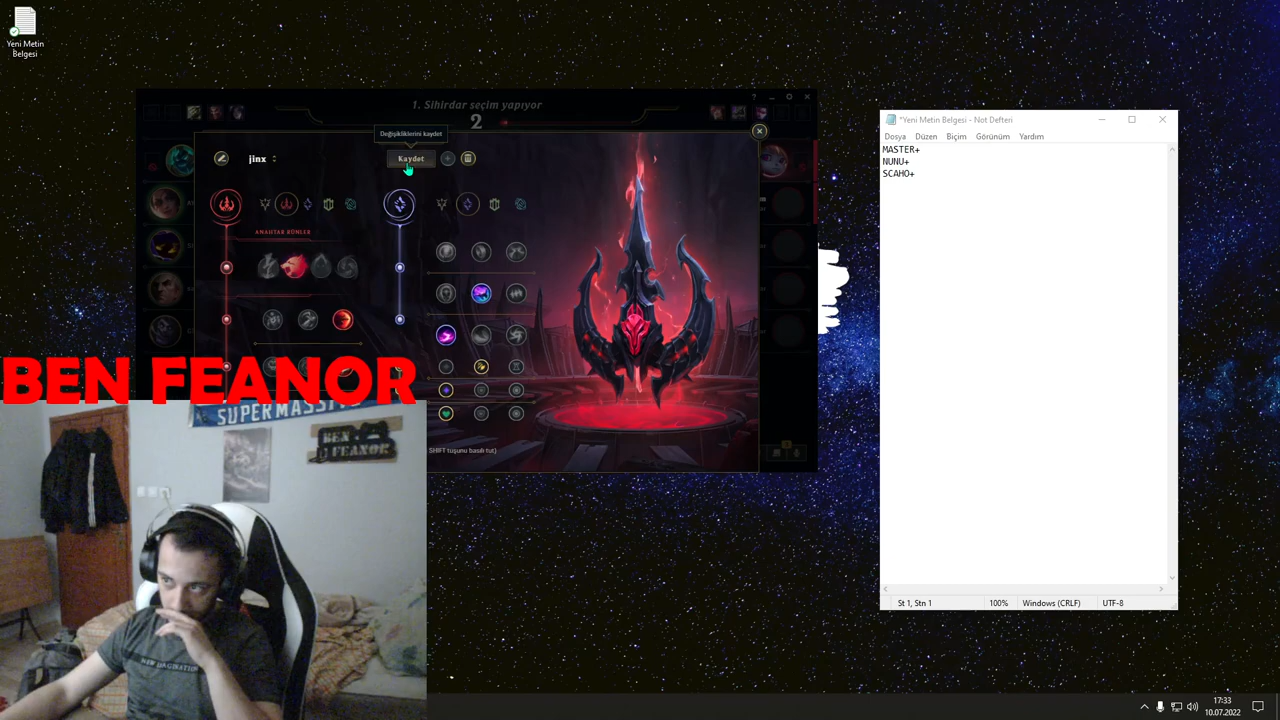 Yeni Metin
Belgesi
1. Sihirdar seçim yapıyor
2
Değişikliklerini kaydet
jinx
Kaydet
ANAHTAR RÜNLER
SHIFT tuşunu basılı tut)
*Yeni Metin Belgesi - Not Defteri
Dosya Düzen Biçim Görünüm Yardım
MASTER+
NUNU+
SCAHO+
St 1, Stn 1 100% Windows (CRLF) UTF-8
BEN FEANOR
SUPERMASSIV
BEN
FEANOR
17:33
10.07.2022